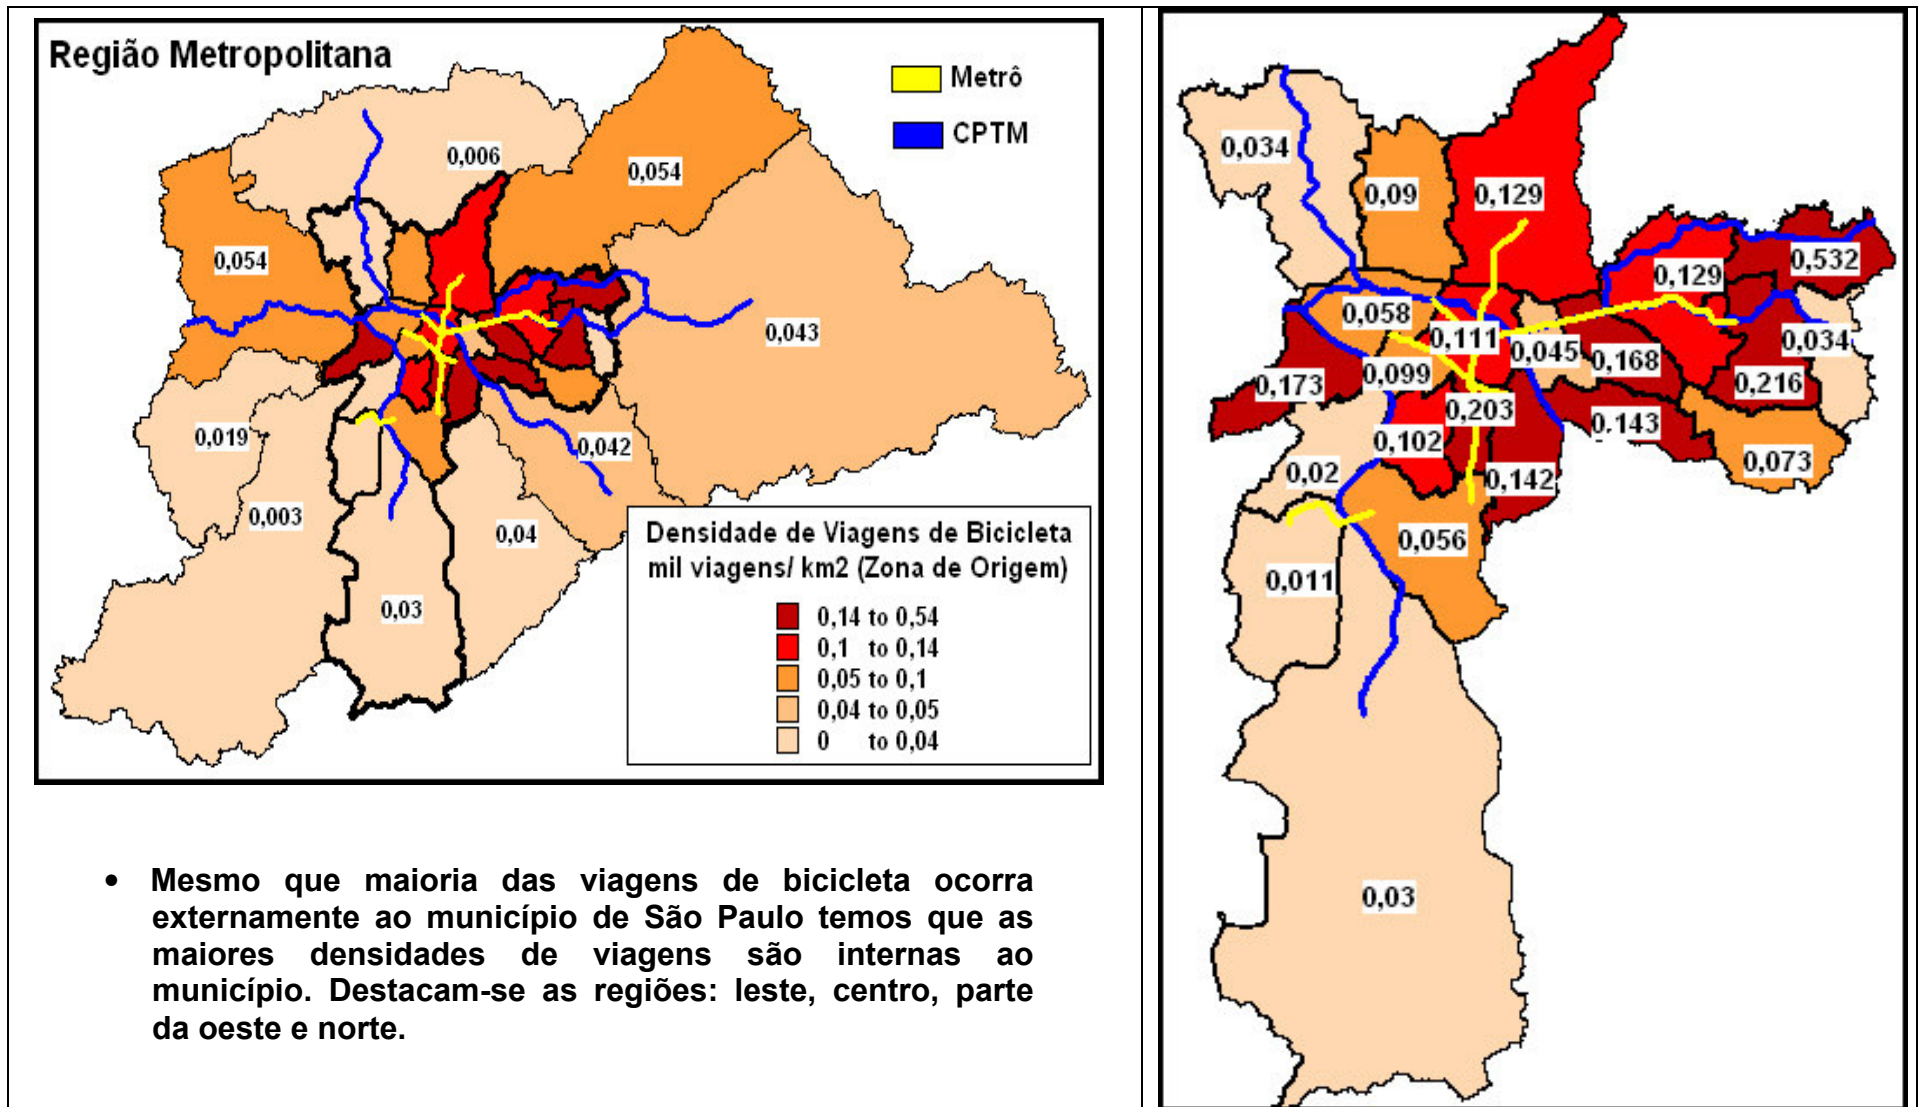 Região Metropolitana
Metrô
CPTM
0,006
0,054
0,054
0,043
0,019
0,042
0,003
0,04
0,03
Densidade de Viagens de Bicicleta
mil viagens/ km2 (Zona de Origem)
0,14 to 0,54
0,1 to 0,14
0,05 to 0,1
0,04 to 0,05
0 to 0,04
• Mesmo que maioria das viagens de bicicleta ocorra
externamente ao município de São Paulo temos que as
maiores densidades de viagens são internas ao
município. Destacam-se as regiões: leste, centro, parte
da oeste e norte.
0,034
0,09
0,129
0,532
0,129
0,058
0,111
0,045
0,034
0,168
0,173
0,099
0,216
0,203
0,143
0,102
0,073
0,02
0,142
0,056
0,011
0,03